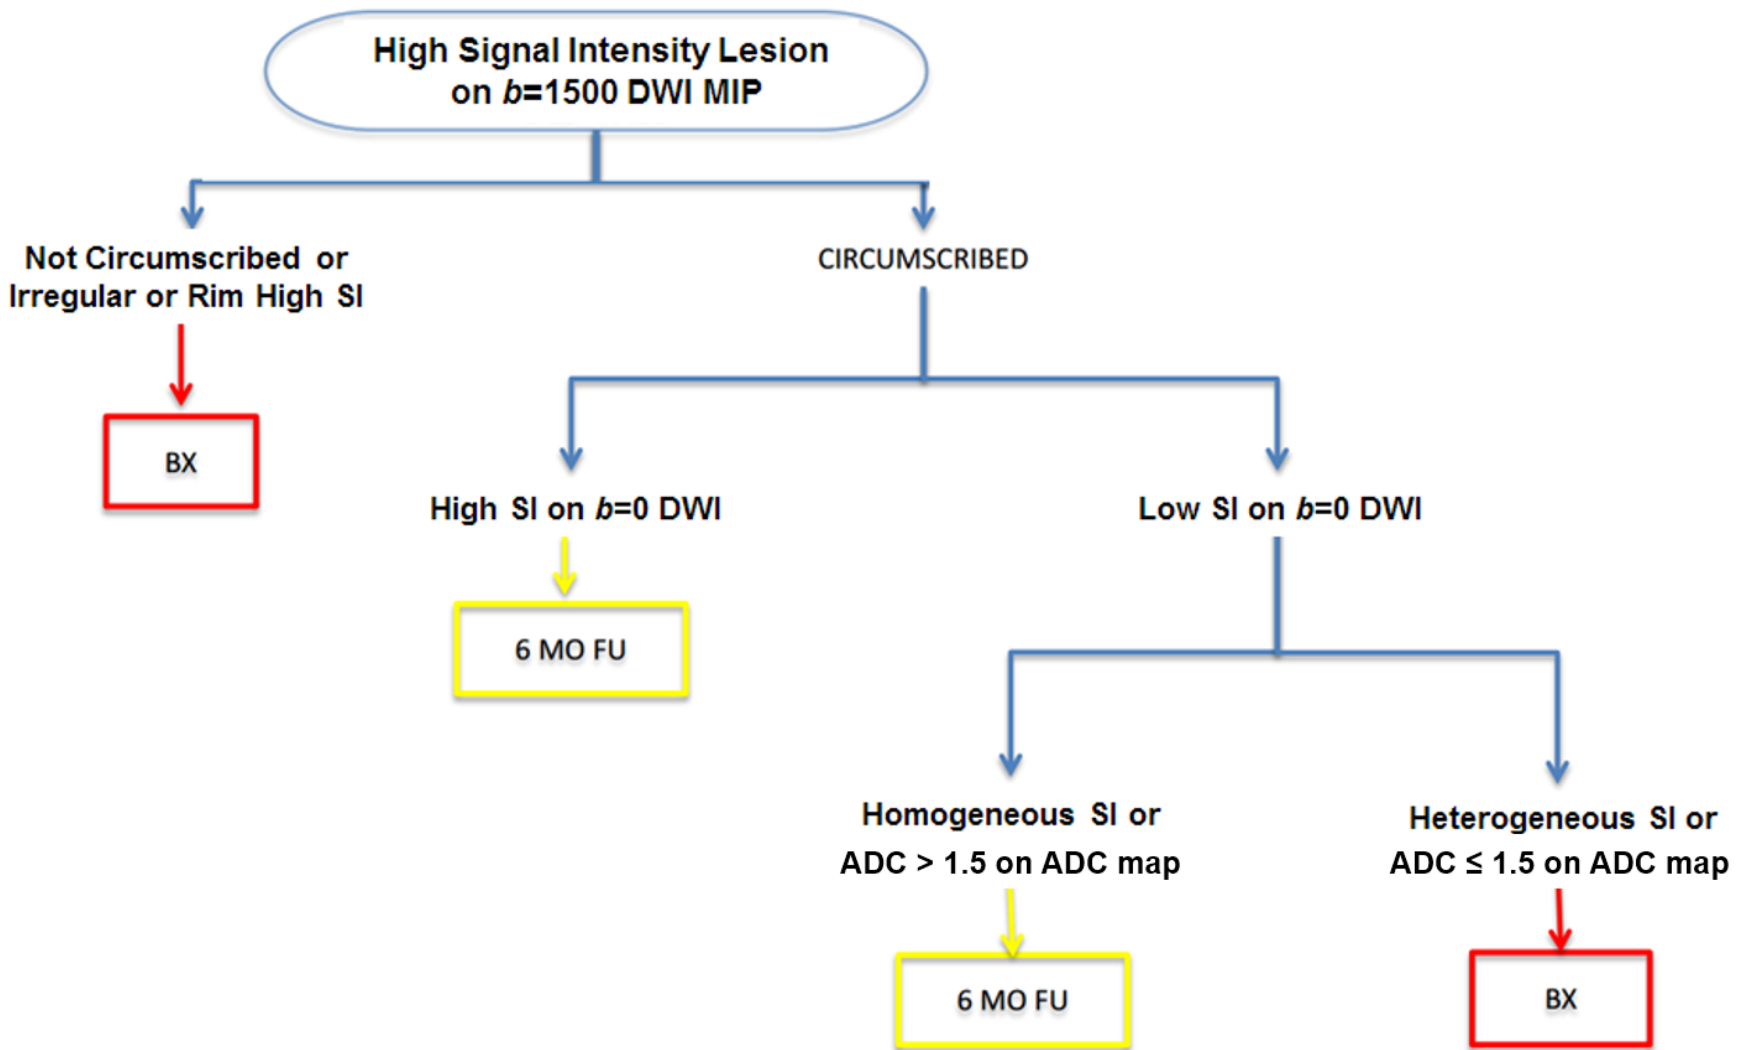 High Signal Intensity Lesion
on b=1500 DWI MIP
Not Circumscribed or
Irregular or Rim High SI
CIRCUMSCRIBED
BX
High SI on b=0 DWI
Low SI on b=0 DWI
6 MO FU
Homogeneous SI or
ADC > 1.5 on ADC map
Heterogeneous SI or
ADC ≤ 1.5 on ADC map
6 MO FU
BX